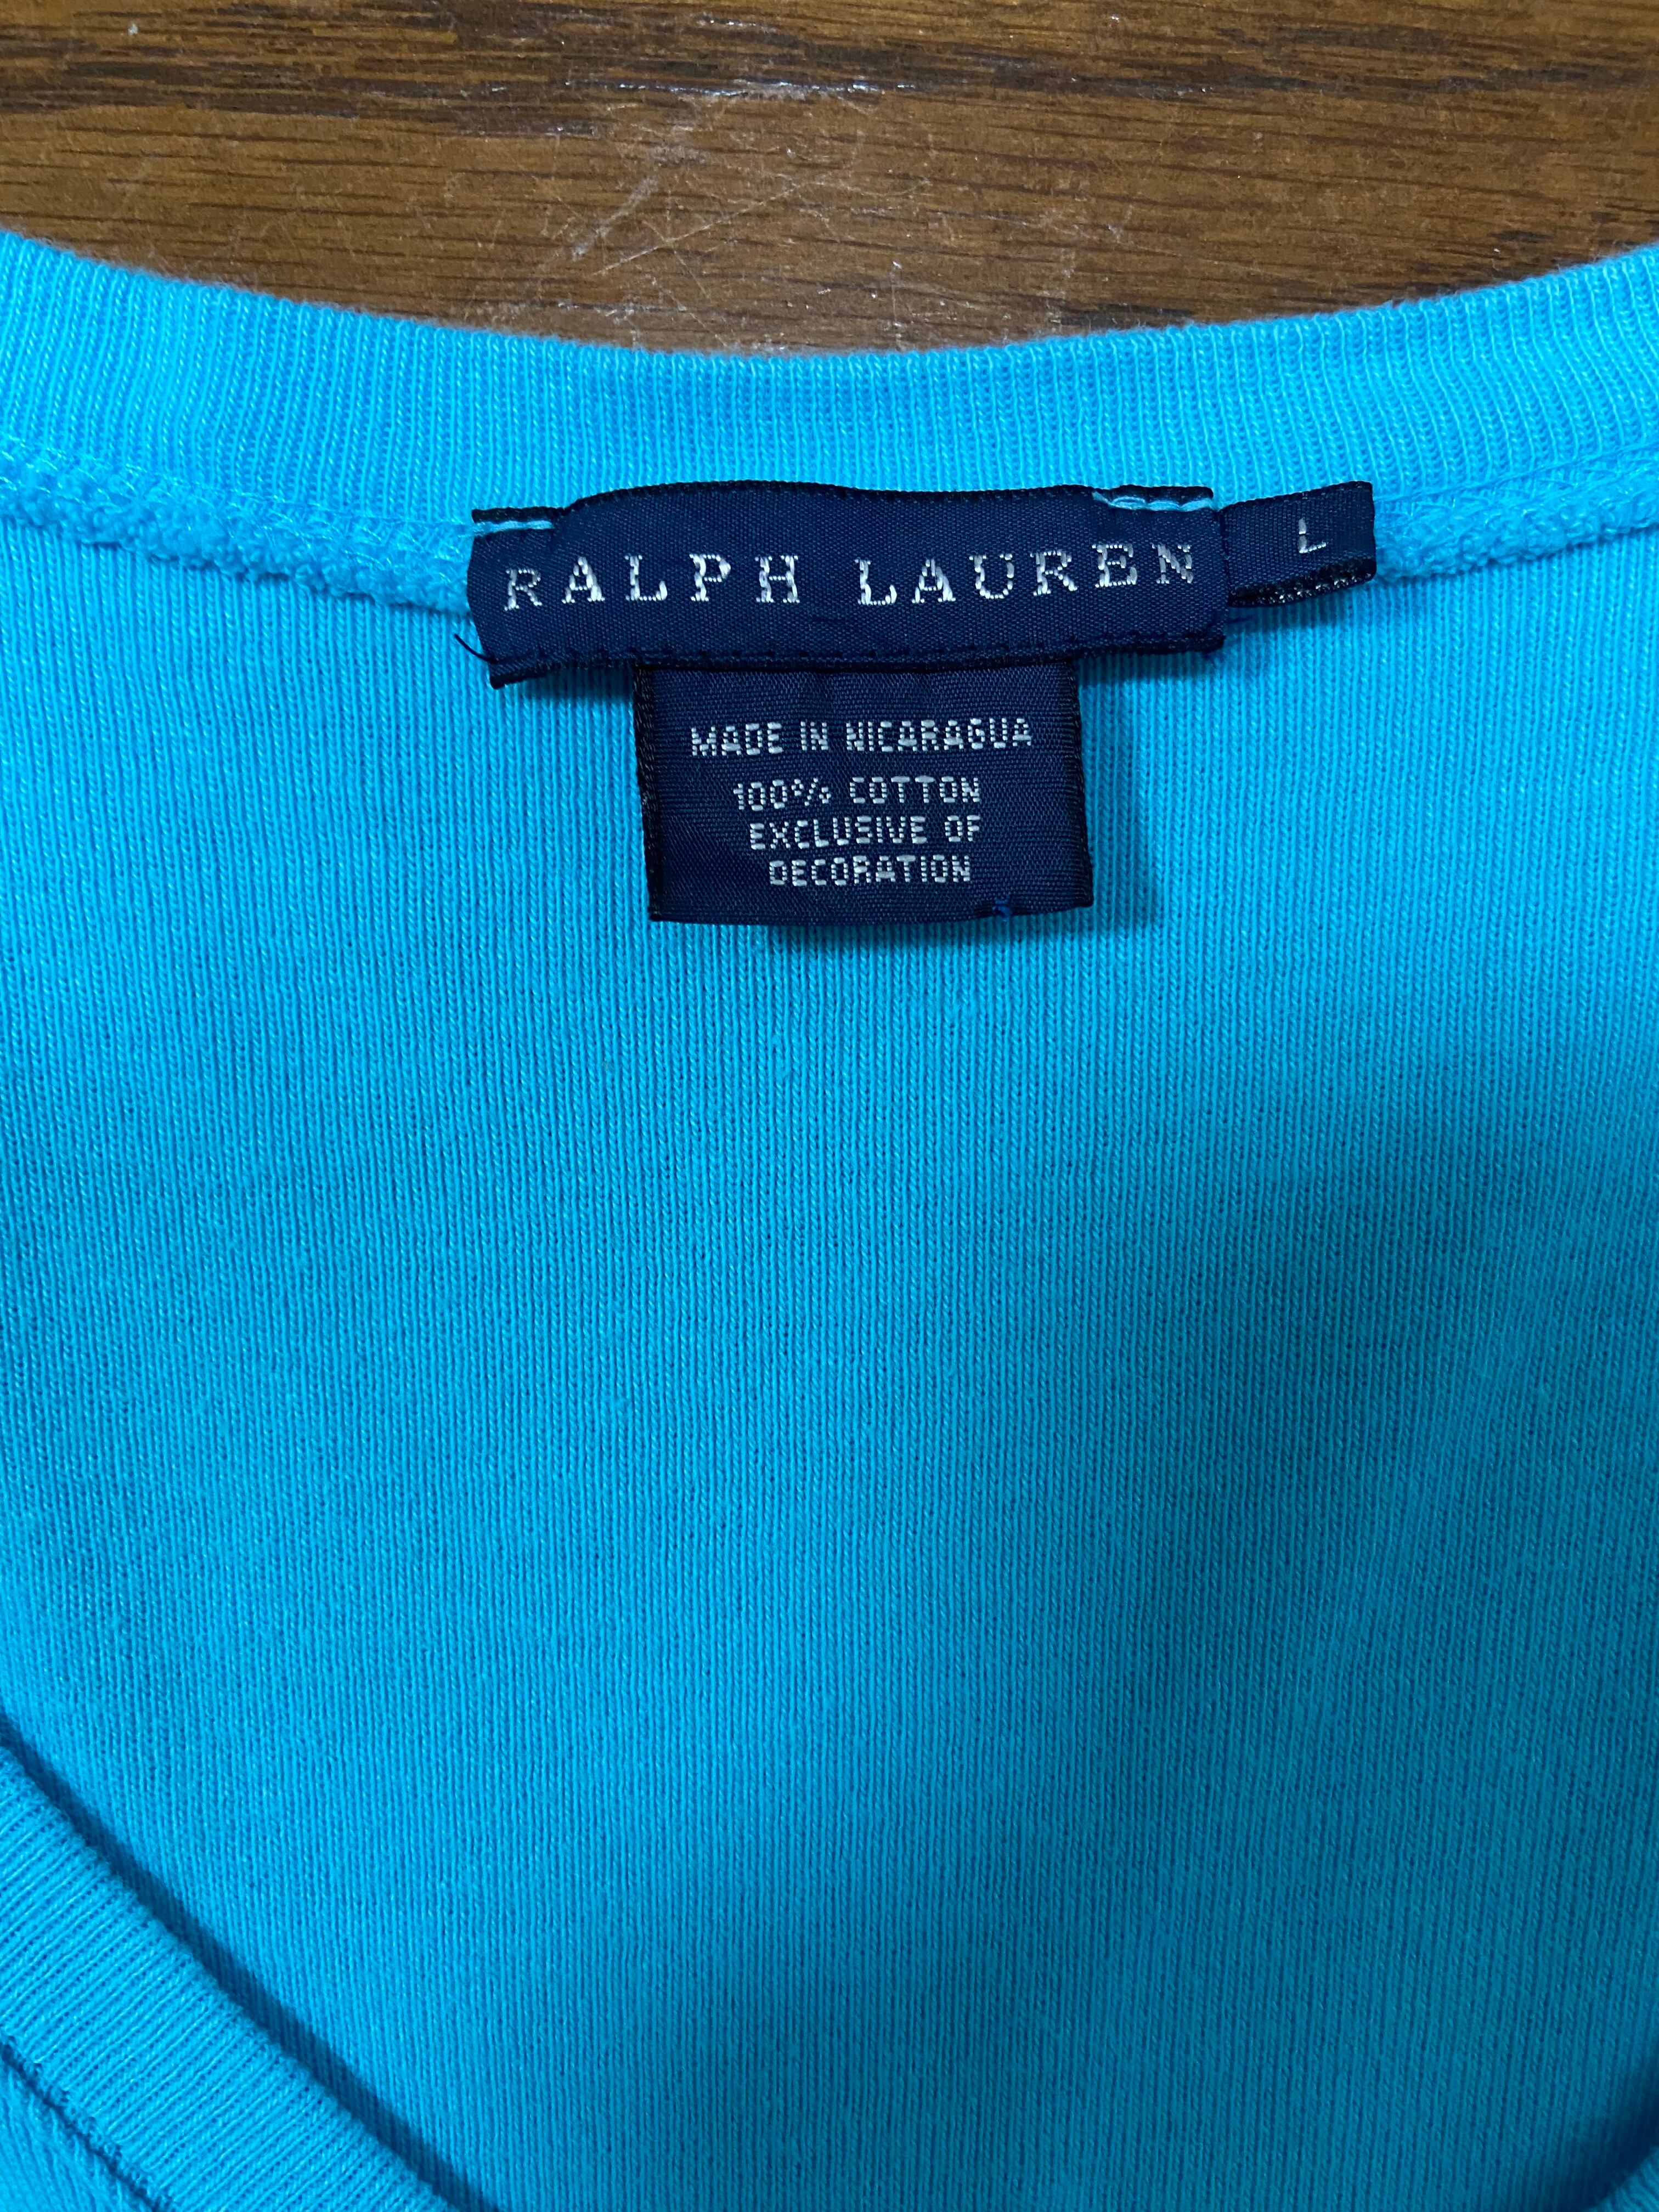 RALPH LAUREN
L
MADE IN NICARAGUA
100% COTTON
EXCLUSIVE OF
DECORATION